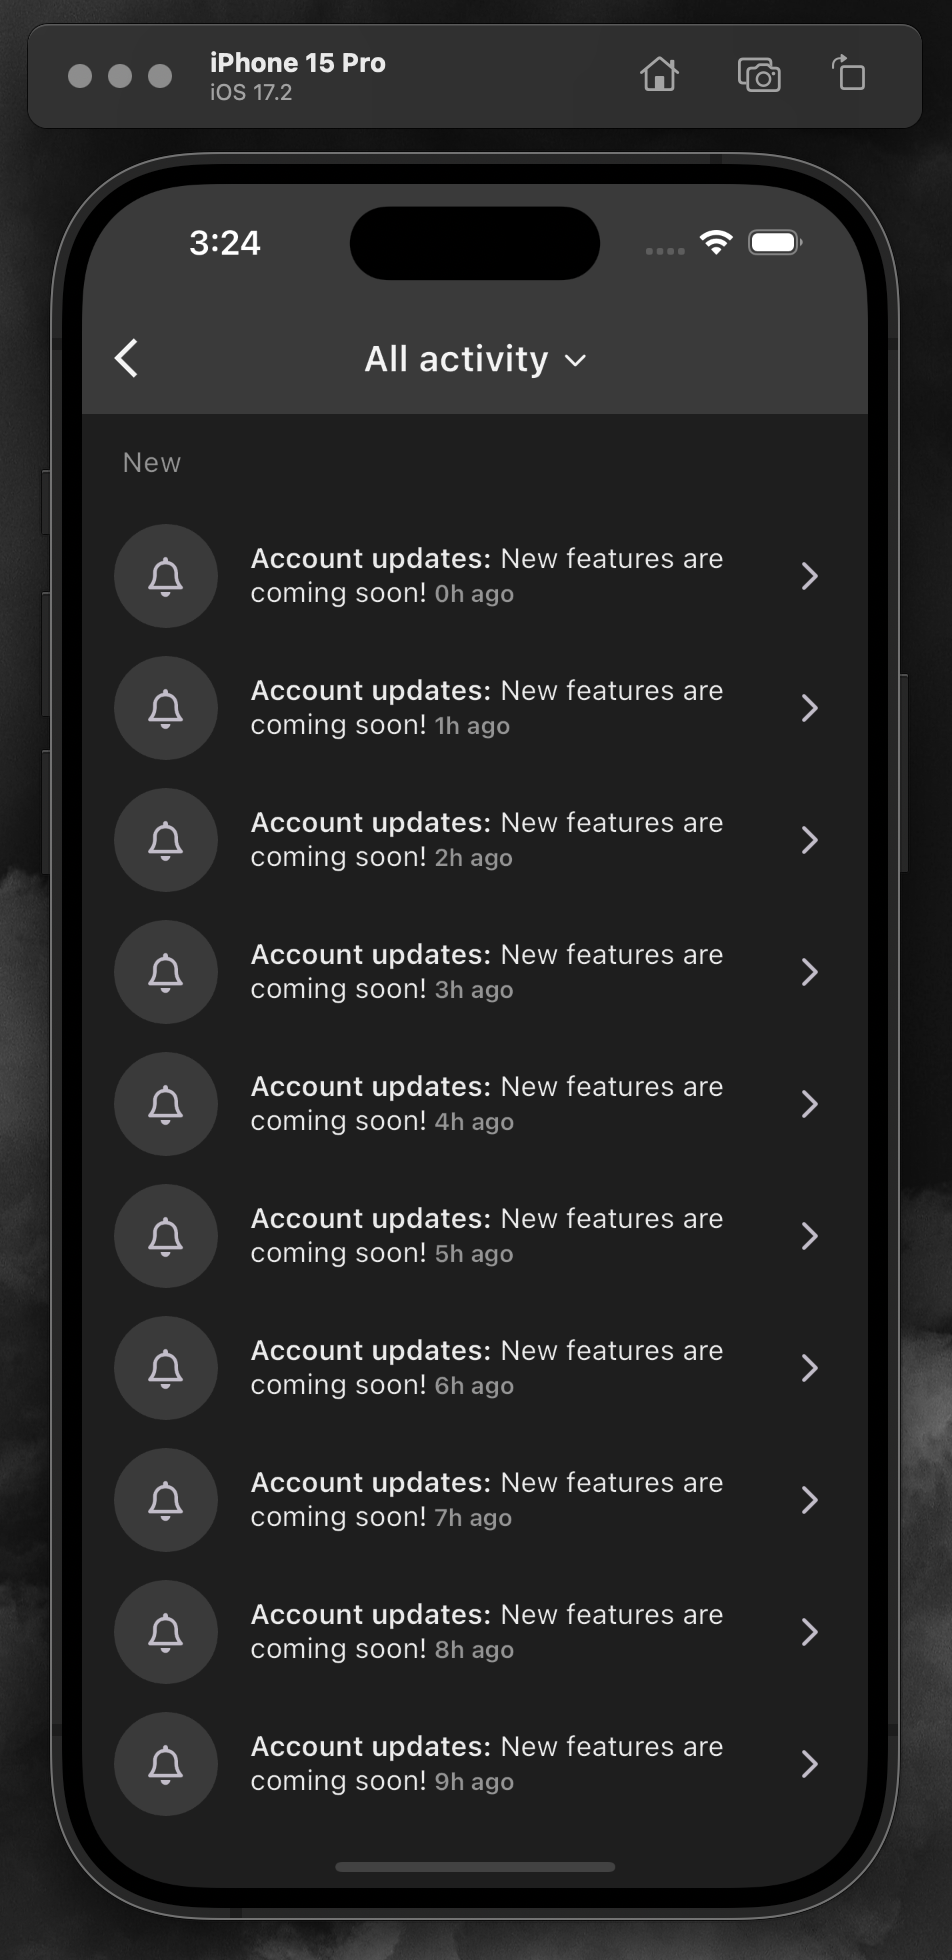 iPhone 15 Pro
iOS 17.2
3:24
All activity
New
Account updates: New features are
coming soon! 0h ago
Account updates: New features are
coming soon! 1h ago
Account updates: New features are
coming soon! 2h ago
Account updates: New features are
coming soon! 3h ago
Account updates: New features are
coming soon! 4h ago
Account updates: New features are
coming soon! 5h ago
Account updates: New features are
coming soon! 6h ago
Account updates: New features are
coming soon! 7h ago
Account updates: New features are
coming soon! 8h ago
Account updates: New features are
coming soon! 9h ago